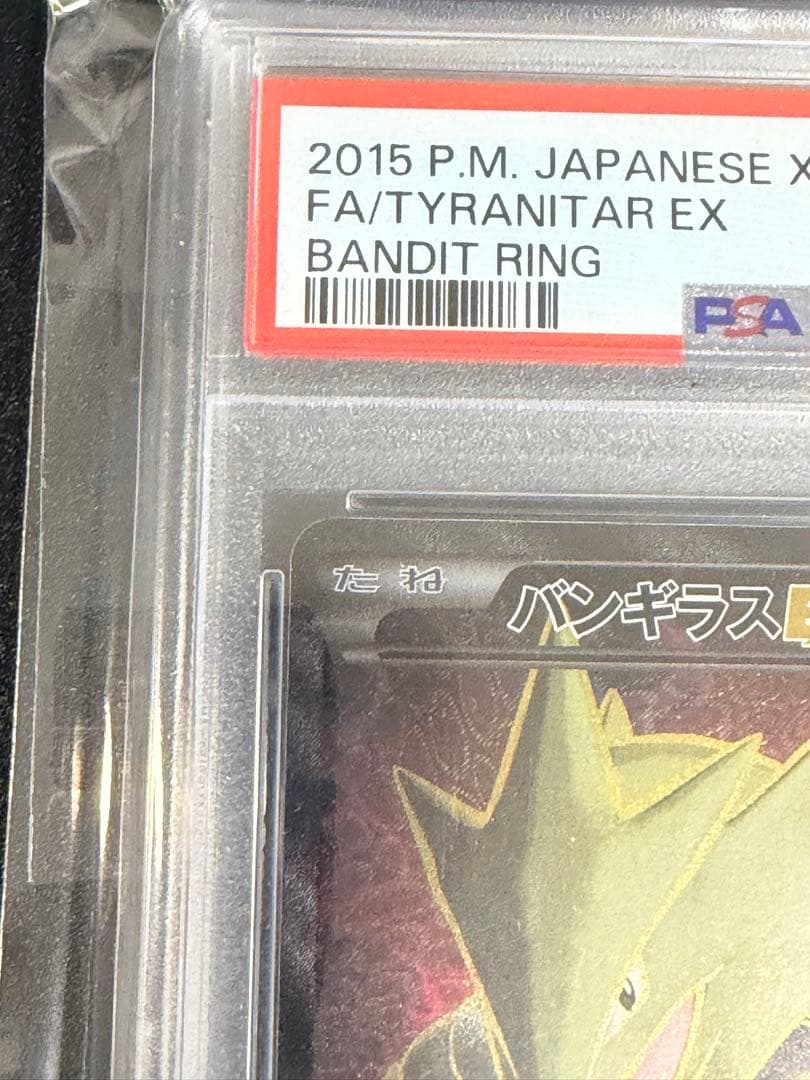 2015 P.M. JAPANESE X
FA/TYRANITAR EX
BANDIT RING
PSA
たね
バンギラス